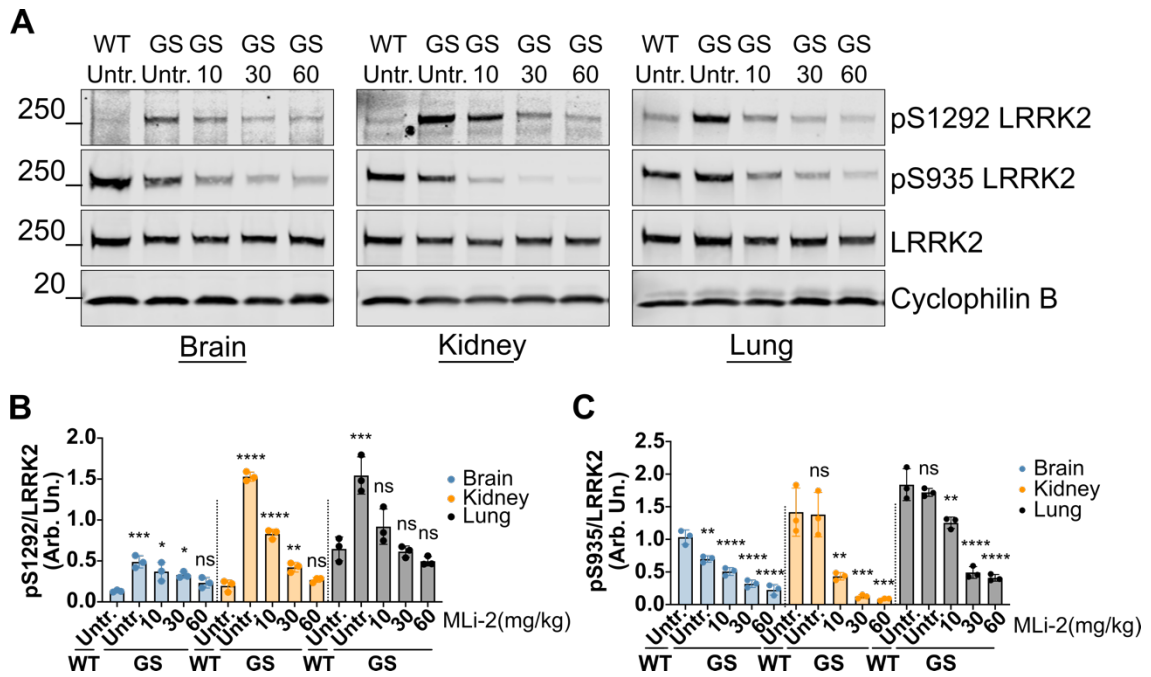 A
WT GS GS GS GS WT GS GS GS GS WT GS GS GS GS
Untr. Untr. 10 30 60 Untr. Untr. 10 30 60 Untr. Untr. 10 30 60
250 pS1292 LRRK2
250 pS935 LRRK2
250 LRRK2
20 Cyclophilin B
Brain Kidney Lung
B
pS1292/LRRK2
(Arb. Un.)
2.0
1.5
1.0
0.5
0.0
*** * * ns
**** **** ** ns
*** ns ns ns
Brain
Kidney
Lung
Untr. Untr. 10 30 60 Untr. Untr. 10 30 60 Untr. Untr. 10 30 60 MLi-2(mg/kg)
WT GS WT GS WT GS
C
pS935/LRRK2
(Arb. Un.)
2.5
2.0
1.5
1.0
0.5
0.0
** **** **** ****
ns ** *** ***
ns ** **** ****
Brain
Kidney
Lung
Untr. Untr. 10 30 60 Untr. Untr. 10 30 60 Untr. Untr. 10 30 60 MLi-2(mg/kg)
WT GS WT GS WT GS